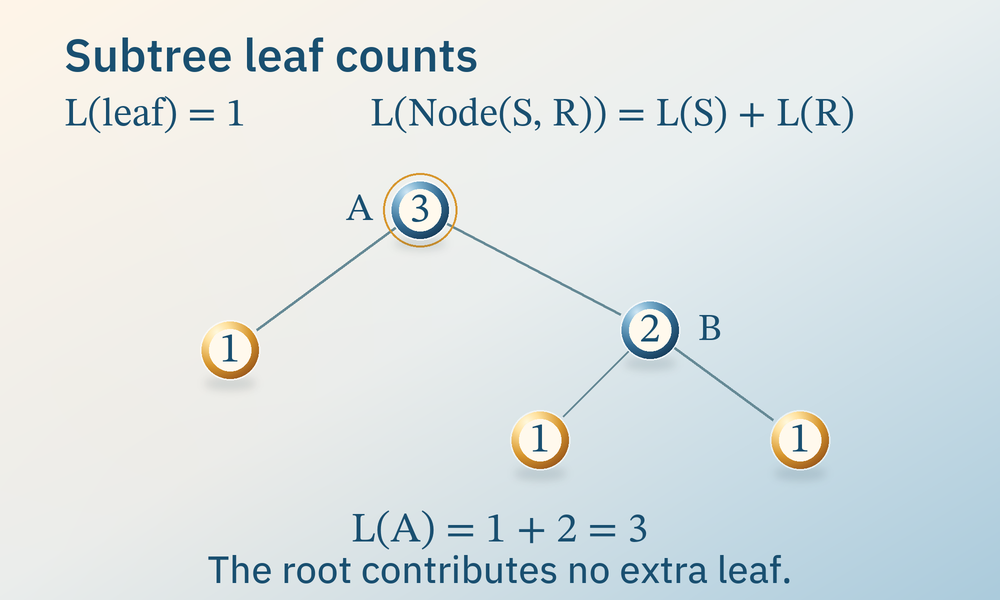 Subtree leaf counts
L(leaf) = 1 L(Node(S, R)) = L(S) + L(R)
A 3
2 B
1
1 1
L(A) = 1 + 2 = 3
The root contributes no extra leaf.